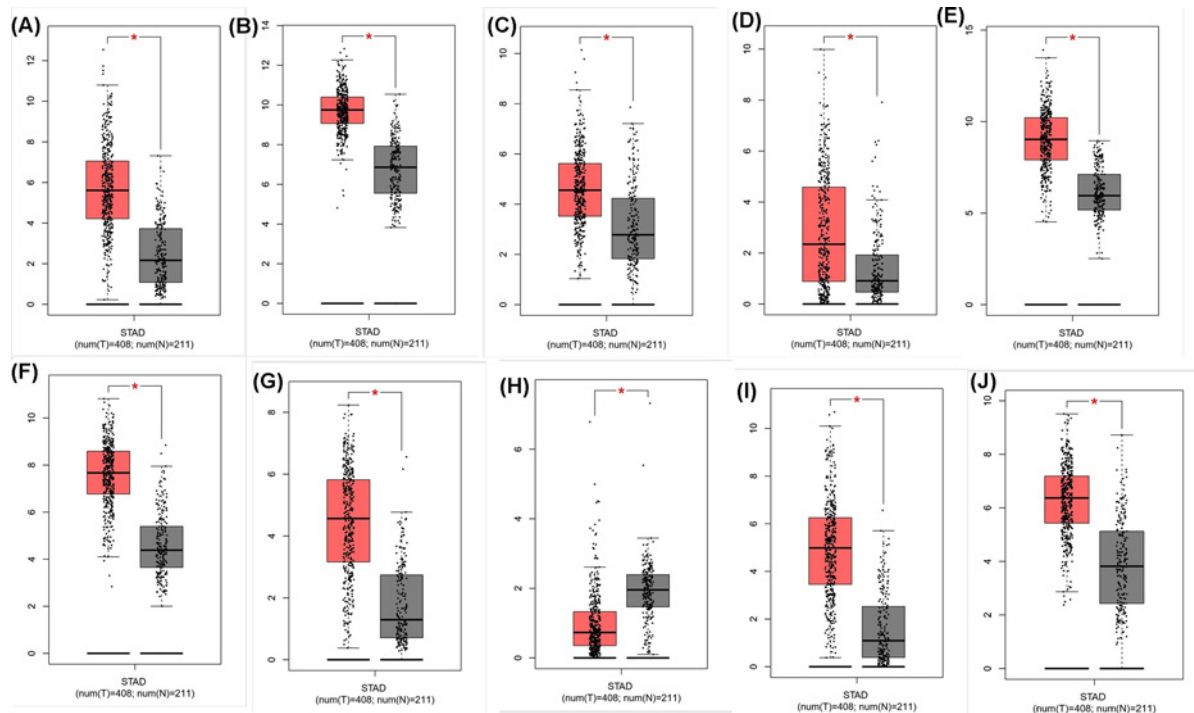 (A)
*
12
10
8
6
4
2
0
STAD
(num(T)=408; num(N)=211)
(B)
*
14
12
10
8
6
4
2
0
STAD
(num(T)=408; num(N)=211)
(C)
*
10
8
6
4
2
0
STAD
(num(T)=408; num(N)=211)
(D)
*
10
8
6
4
2
0
STAD
(num(T)=408; num(N)=211)
(E)
*
15
10
5
0
STAD
(num(T)=408; num(N)=211)
(F)
*
10
8
6
4
2
0
STAD
(num(T)=408; num(N)=211)
(G)
*
8
6
4
2
0
STAD
(num(T)=408; num(N)=211)
(H)
*
6
4
2
0
STAD
(num(T)=408; num(N)=211)
(I)
*
10
8
6
4
2
0
STAD
(num(T)=408; num(N)=211)
(J)
*
10
8
6
4
2
0
STAD
(num(T)=408; num(N)=211)